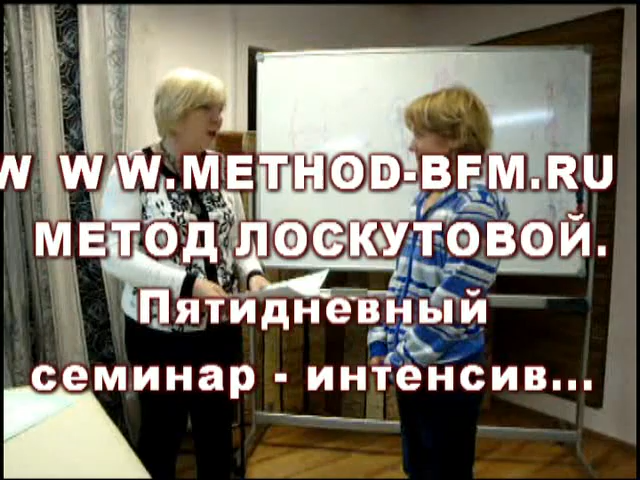 W WW.METHOD-BFM.RU
МЕТОД ЛОСКУТОВОЙ.
Пятидневный
семинар - интенсив...